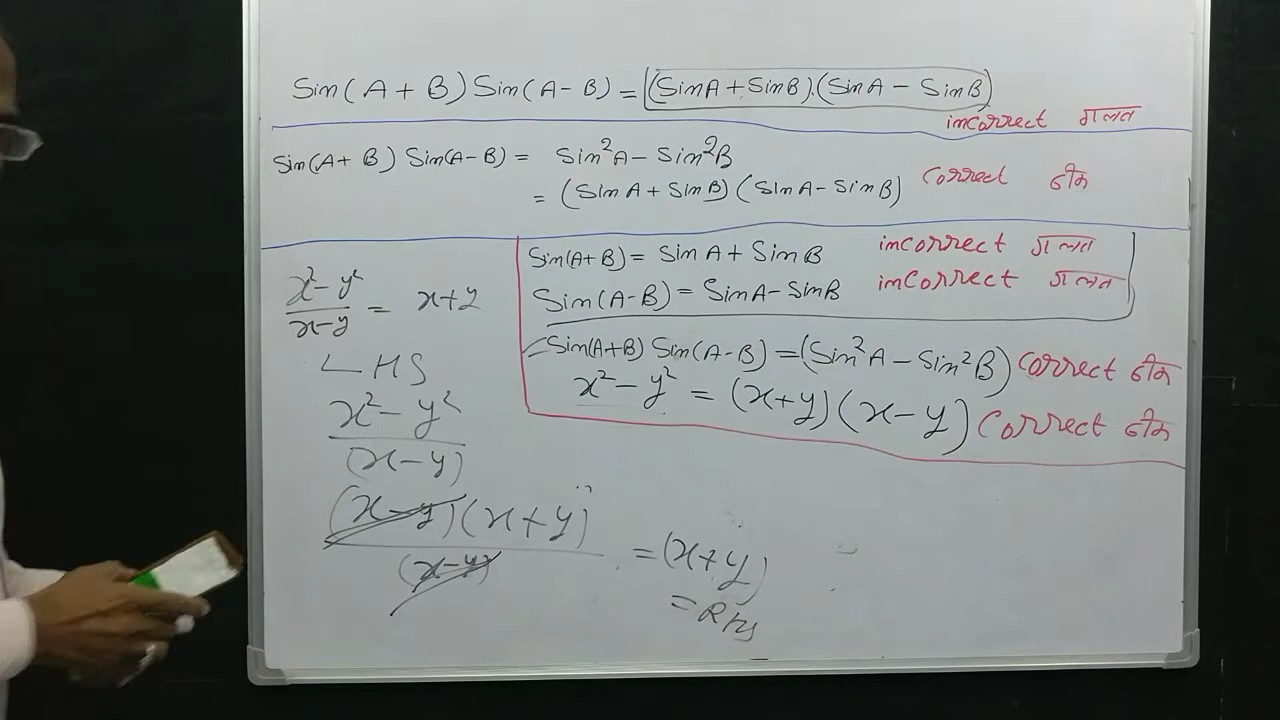 Sin(A+B) Sin(A-B) = (SinA+SinB).(SinA-SinB)
incorrect गलत
Sin(A+B) Sin(A-B) = Sin²A - Sin²B
= (SinA+SinB) (SinA-SinB) Correct ठीक
Sin(A+B) = SinA + SinB incorrect गलत
Sin(A-B) = SinA-SinB incorrect गलत
Sin(A+B) Sin(A-B) = (Sin²A - Sin²B) Correct ठीक
x²-y² = (x+y)(x-y) Correct ठीक
x²-y²
x-y
= x+y
LHS
x²-y²
(x-y)
(x-y)(x+y)
(x-y)
= (x+y)
= RHS